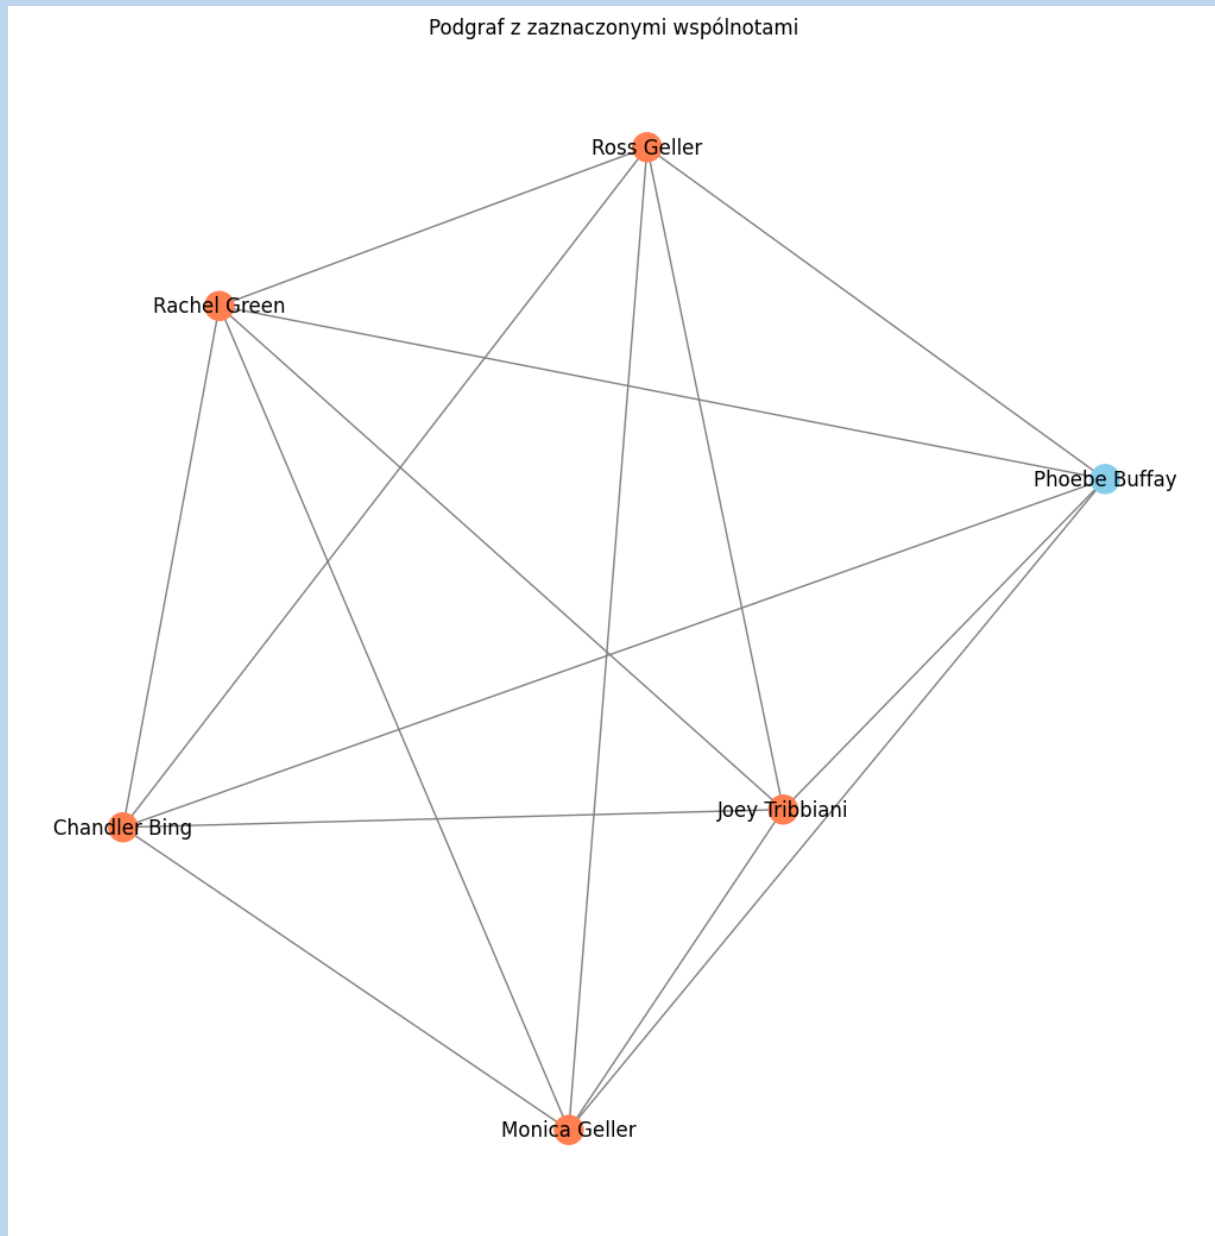 Podgraf z zaznaczonymi wspólnotami
Ross Geller
Rachel Green
Phoebe Buffay
Joey Tribbiani
Chandler Bing
Monica Geller